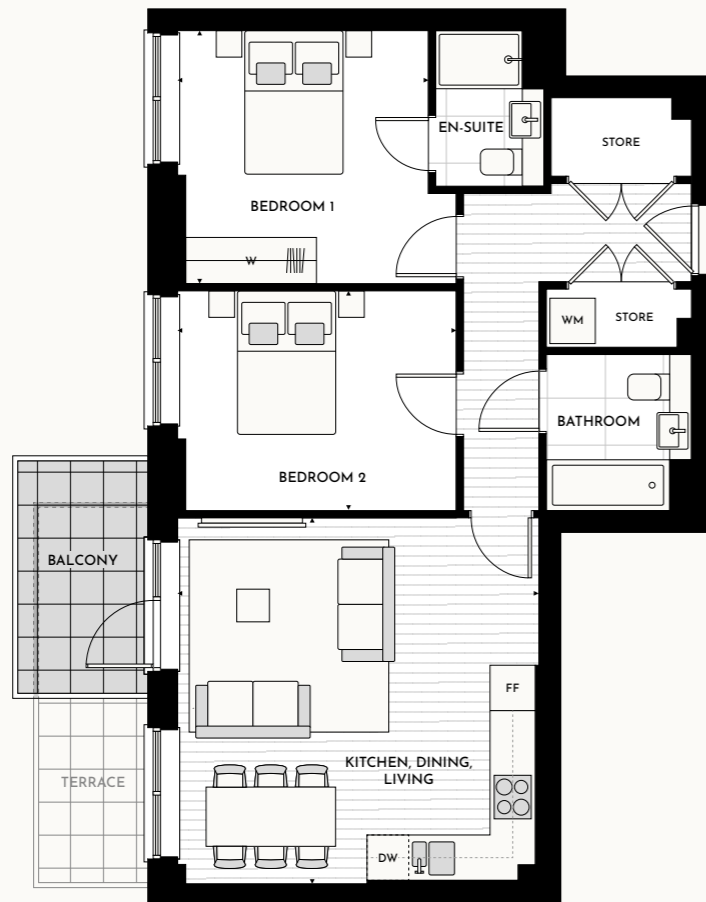 EN-SUITE
STORE
BEDROOM 1
W
WM
STORE
BATHROOM
BEDROOM 2
BALCONY
FF
KITCHEN, DINING,
LIVING
TERRACE
DW